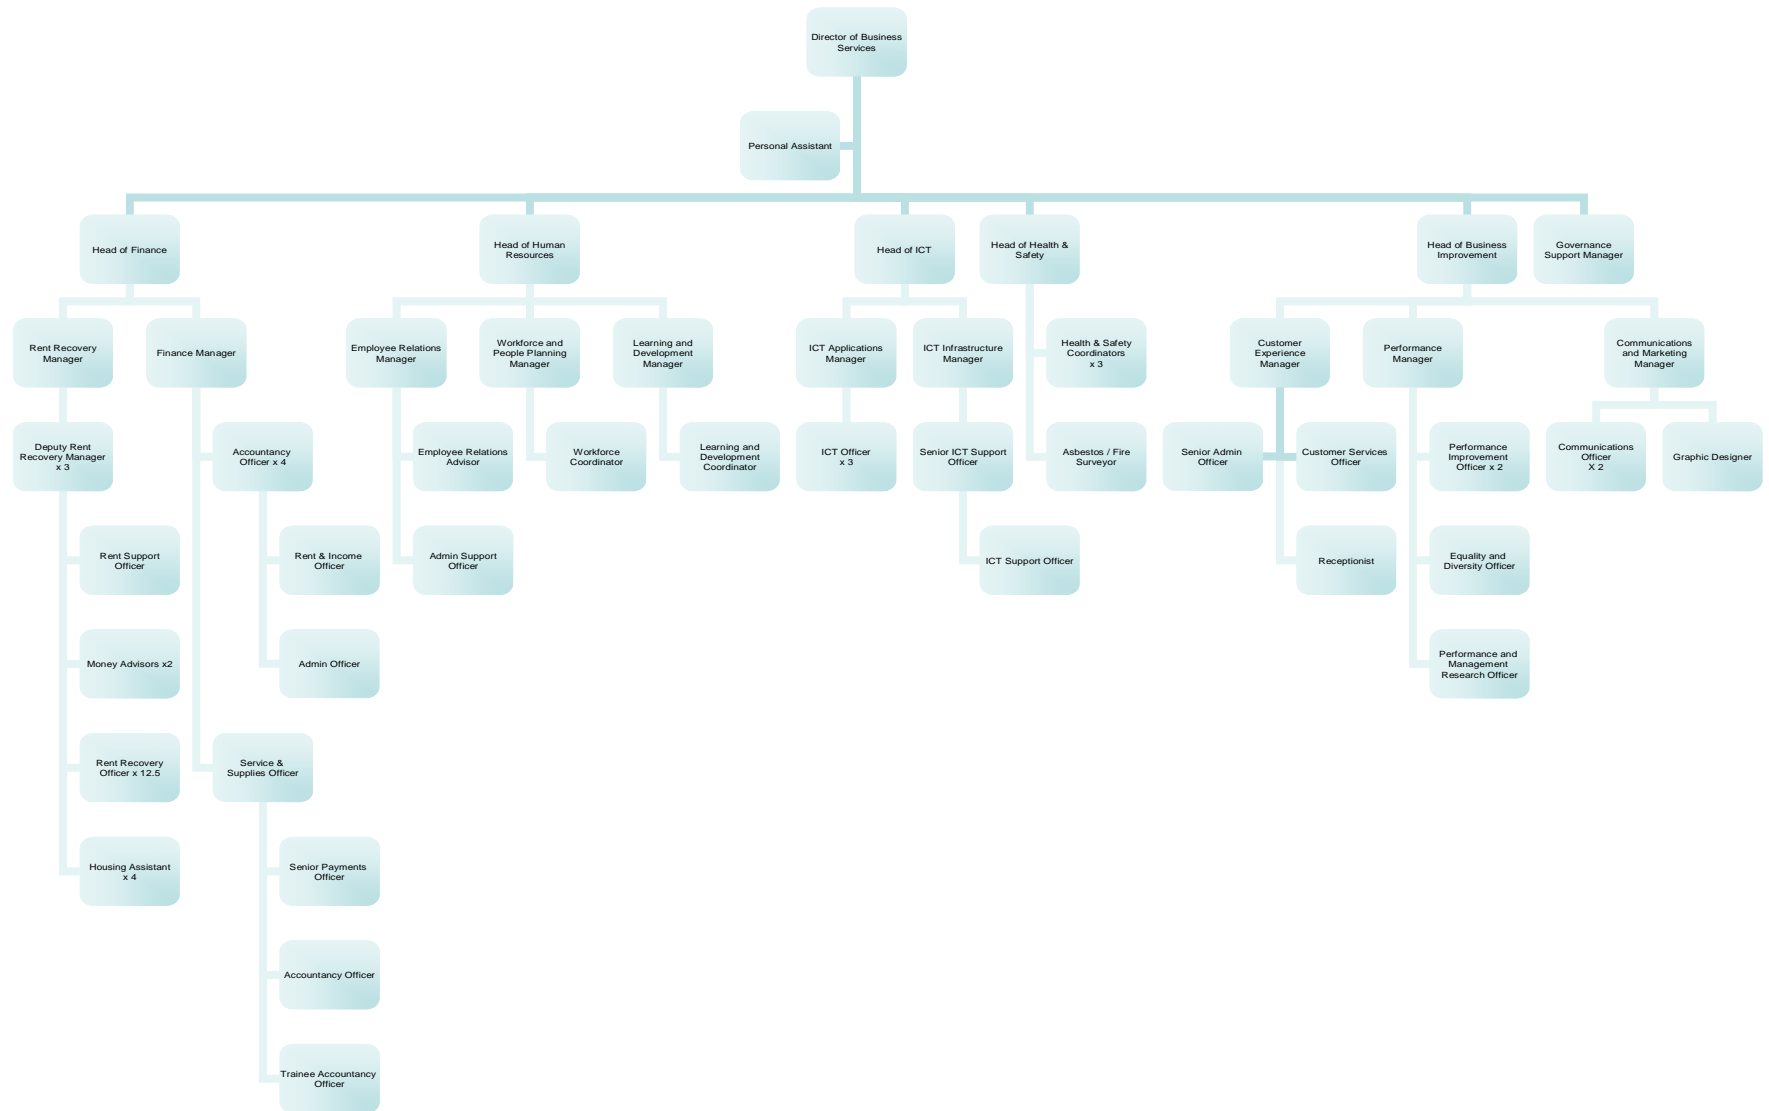 Director of Business
Services
Personal Assistant
Head of Finance
Head of Human
Resources
Head of ICT
Head of Health &
Safety
Head of Business
Improvement
Governance
Support Manager
Rent Recovery
Manager
Finance Manager
Employee Relations
Manager
Workforce and
People Planning
Manager
Learning and
Development
Manager
ICT Applications
Manager
ICT Infrastructure
Manager
Health & Safety
Coordinators
x 3
Customer
Experience
Manager
Performance
Manager
Communications
and Marketing
Manager
Deputy Rent
Recovery Manager
x 3
Accountancy
Officer x 4
Employee Relations
Advisor
Workforce
Coordinator
Learning and
Development
Coordinator
ICT Officer
x 3
Senior ICT Support
Officer
Asbestos / Fire
Surveyor
Senior Admin
Officer
Customer Services
Officer
Performance
Improvement
Officer x 2
Communications
Officer
X 2
Graphic Designer
Rent Support
Officer
Rent & Income
Officer
Admin Support
Officer
ICT Support Officer
Receptionist
Equality and
Diversity Officer
Money Advisors x2
Admin Officer
Performance and
Management
Research Officer
Rent Recovery
Officer x 12.5
Service &
Supplies Officer
Housing Assistant
x 4
Senior Payments
Officer
Accountancy Officer
Trainee Accountancy
Officer